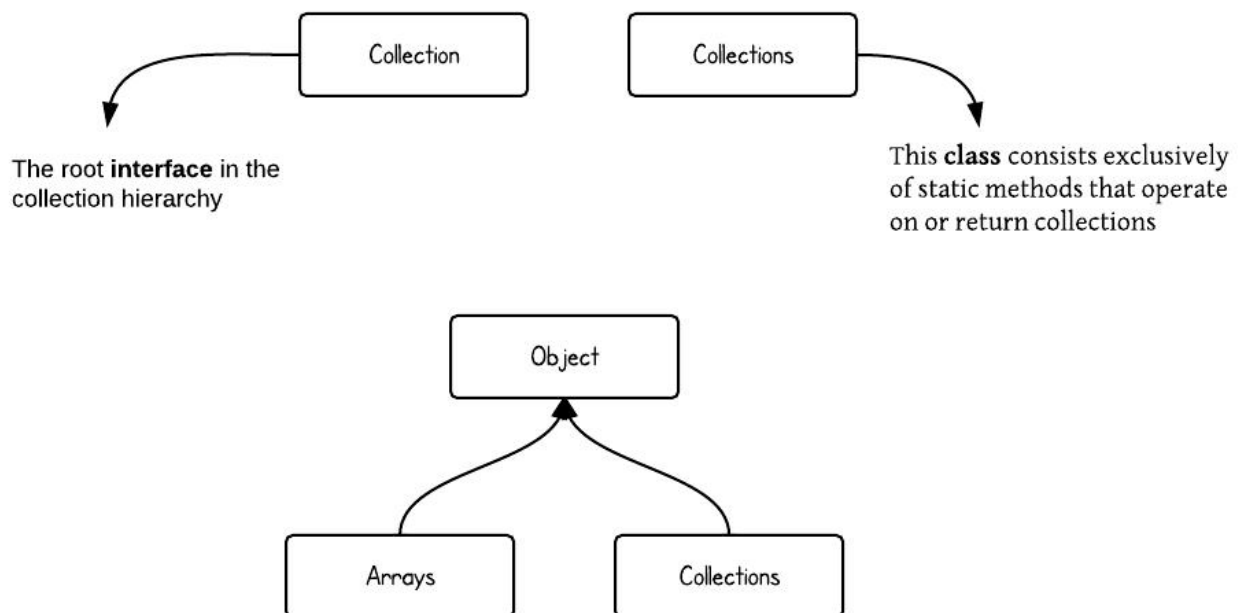 Collection
Collections
The root interface in the
collection hierarchy
This class consists exclusively
of static methods that operate
on or return collections
Object
Arrays
Collections